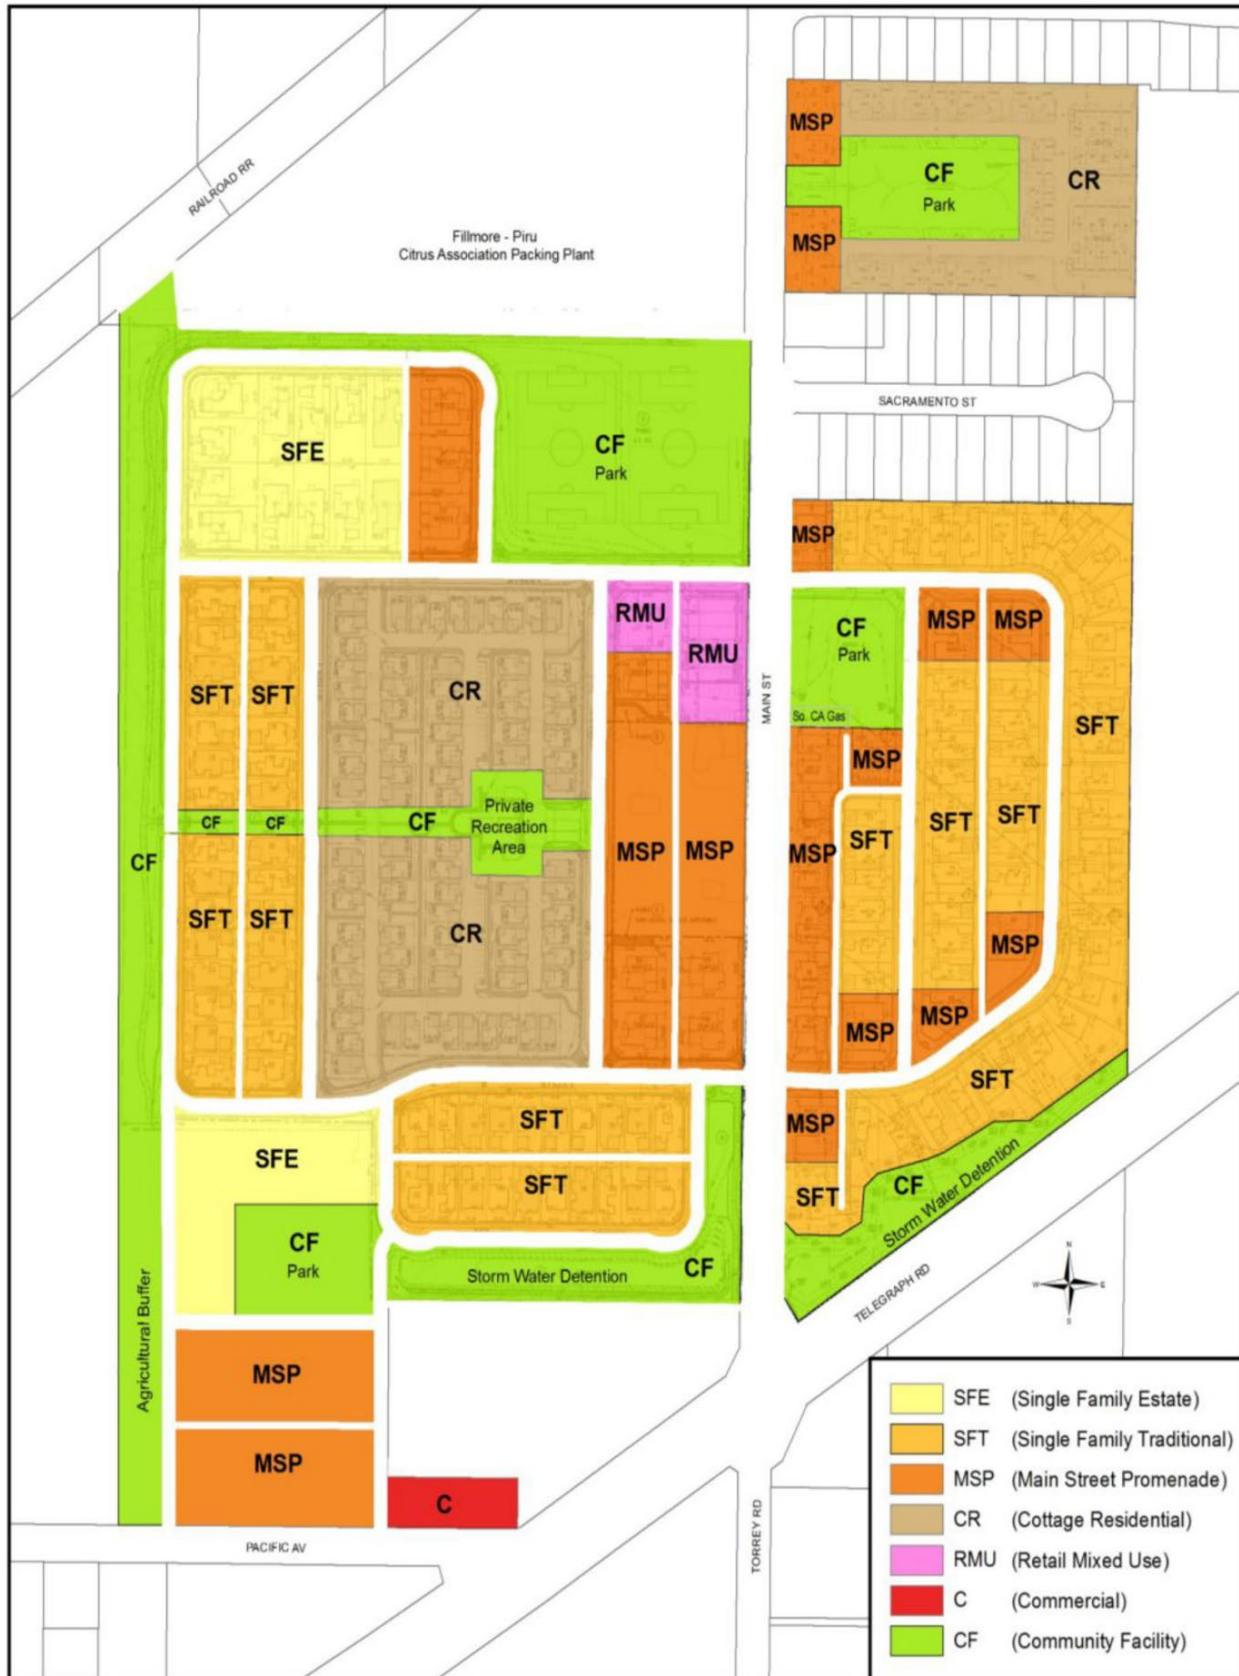 RAILROAD RR
Fillmore - Piru
Citrus Association Packing Plant
MSP
CF
Park
CR
MSP
SACRAMENTO ST
SFE
CF
Park
MSP
RMU
RMU
CF
Park
MSP
MSP
SFT
SFT
CR
MAIN ST
So. CA Gas
SFT
MSP
CF
CF
CF
Private
Recreation
Area
CF
MSP
MSP
MSP
SFT
SFT
SFT
SFT
SFT
CR
MSP
MSP
MSP
SFT
SFT
MSP
SFE
SFT
SFT
CF
Storm Water Detention
CF
Park
Storm Water Detention
CF
Agricultural Buffer
TELEGRAPH RD
N
W
E
S
MSP
MSP
C
TORREY RD
PACIFIC AV
SFE (Single Family Estate)
SFT (Single Family Traditional)
MSP (Main Street Promenade)
CR (Cottage Residential)
RMU (Retail Mixed Use)
C (Commercial)
CF (Community Facility)